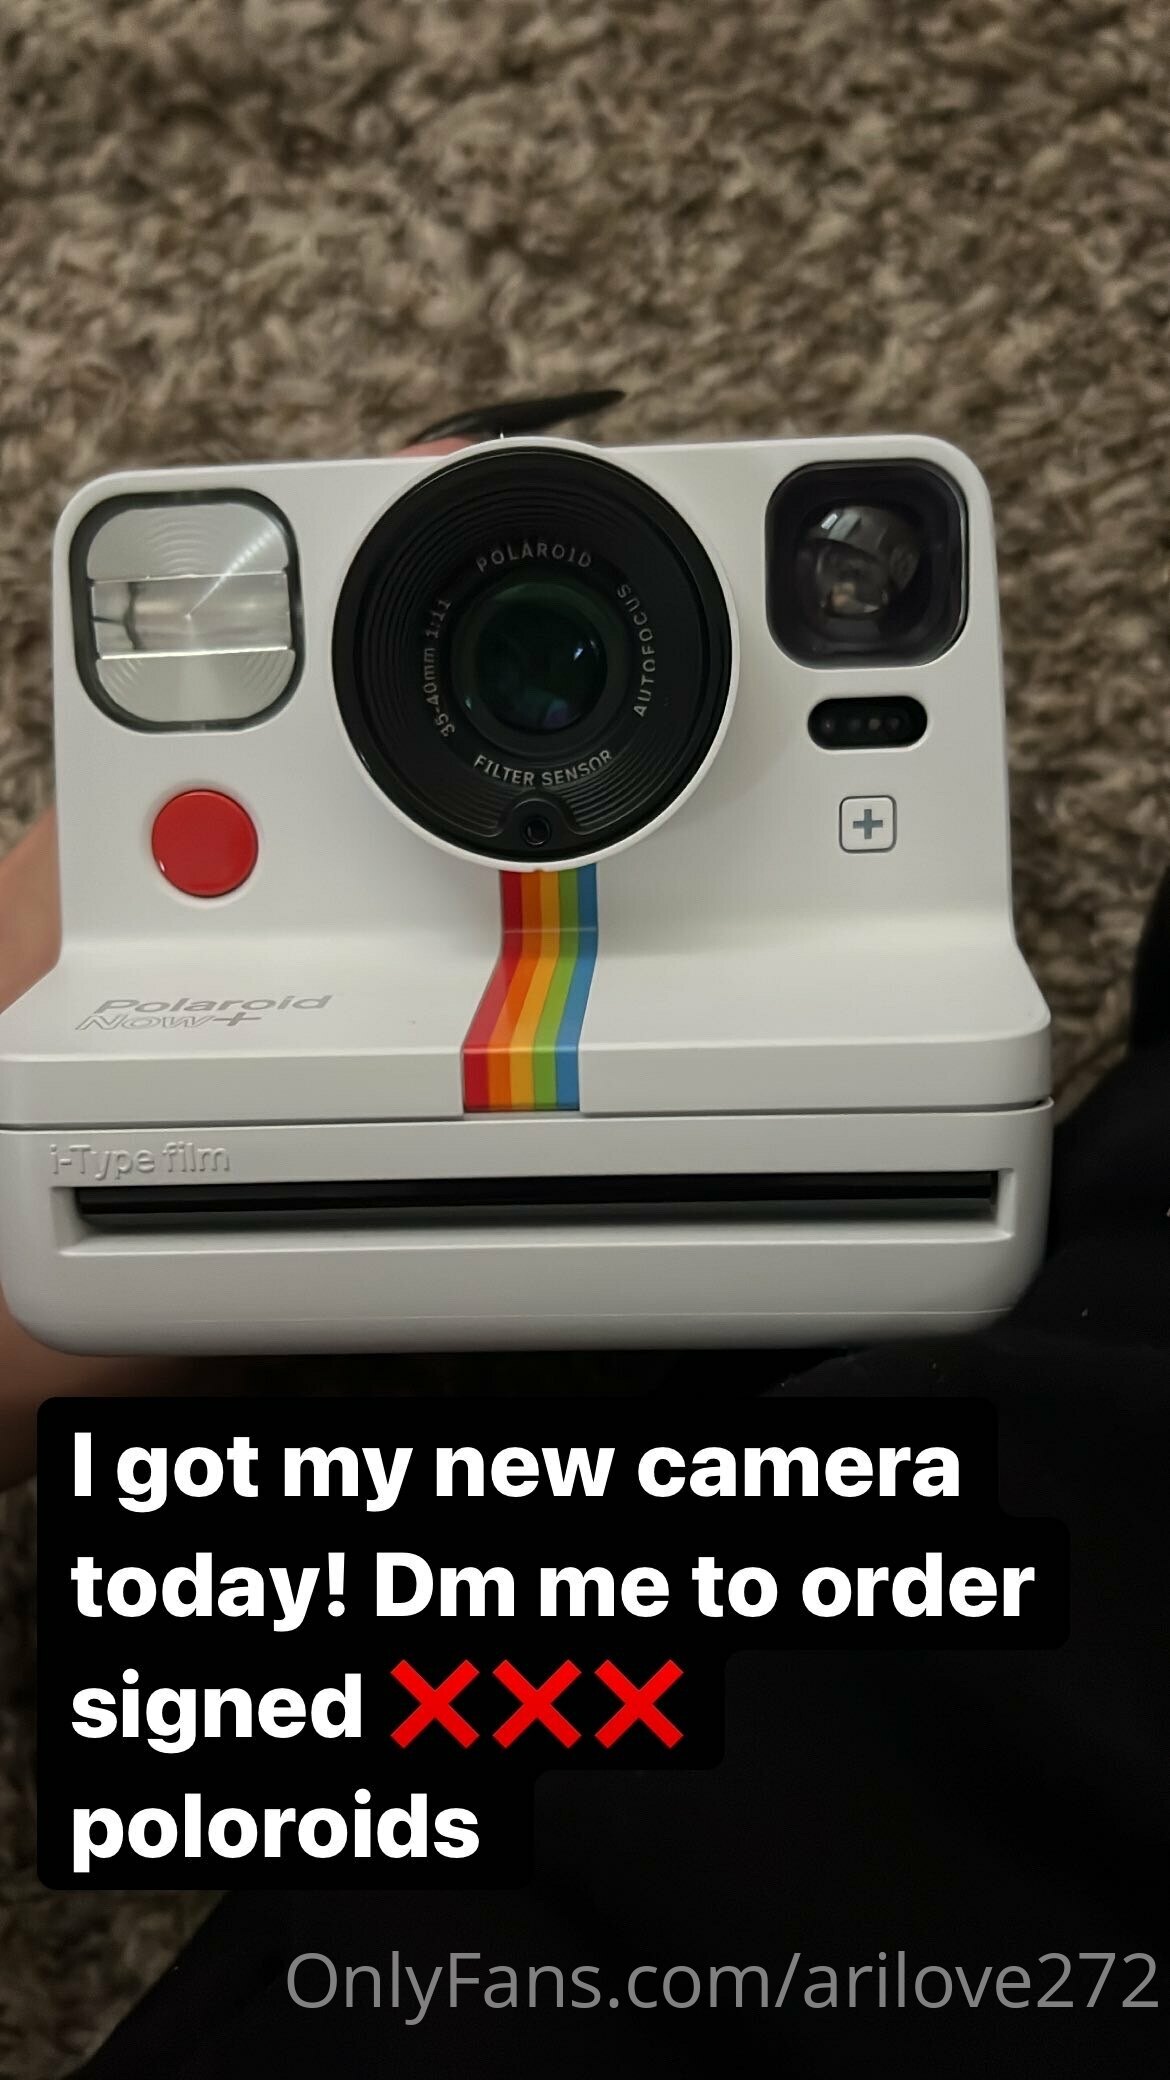 POLAROID
AUTOFOCUS
35-40mm 1:11
FILTER SENSOR
Polaroid
Now+
i-Type film
I got my new camera
today! Dm me to order
signed ❌❌❌
poloroids
OnlyFans.com/arilove272